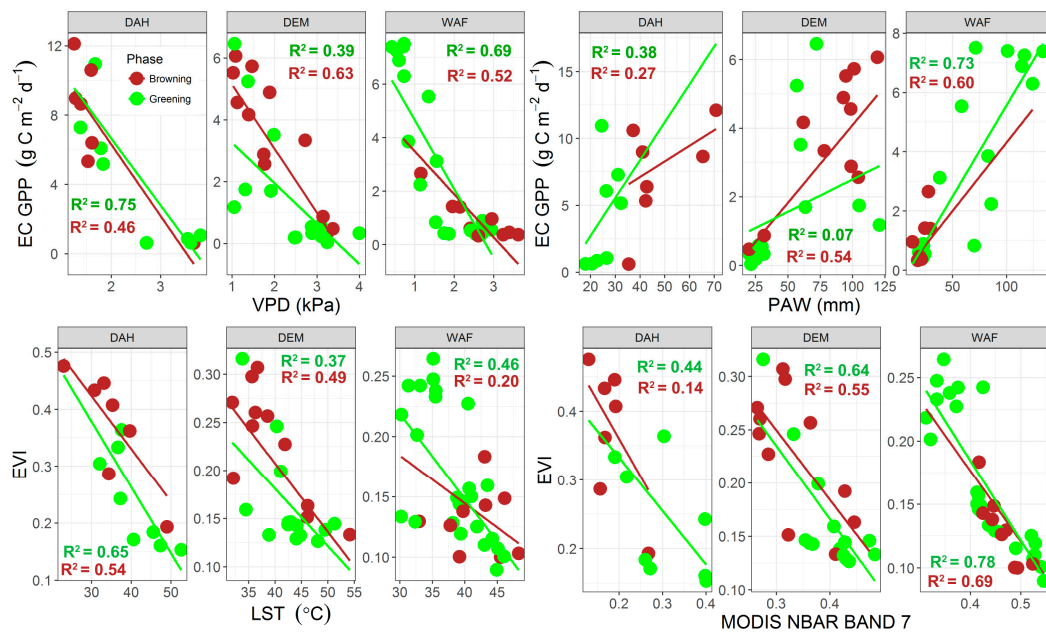 DAH DEM WAF DAH DEM WAF
EC GPP (g C m⁻² d⁻¹)
12
9
6
3
0
Phase
Browning
Greening
R² = 0.75
R² = 0.46
2 3
6
4
2
0
R² = 0.39
R² = 0.63
1 2 3 4
6
4
2
0
R² = 0.69
R² = 0.52
0 1 2 3
VPD (kPa)
EC GPP (g C m⁻² d⁻¹)
15
10
5
0
R² = 0.38
R² = 0.27
20 30 40 50 60 70
6
4
2
0
R² = 0.07
R² = 0.54
25 50 75 100 125
8
6
4
2
0
R² = 0.73
R² = 0.60
50 100
PAW (mm)
DAH DEM WAF DAH DEM WAF
EVI
0.5
0.4
0.3
0.2
0.1
R² = 0.65
R² = 0.54
30 40 50
0.30
0.25
0.20
0.15
0.10
R² = 0.37
R² = 0.49
35 40 45 50 55
0.25
0.20
0.15
0.10
R² = 0.46
R² = 0.20
30 35 40 45
LST (°C)
EVI
0.4
0.3
0.2
R² = 0.44
R² = 0.14
0.2 0.3 0.4
0.30
0.25
0.20
0.15
0.10
R² = 0.64
R² = 0.55
0.3 0.4
0.25
0.20
0.15
0.10
R² = 0.78
R² = 0.69
0.4 0.5
MODIS NBAR BAND 7